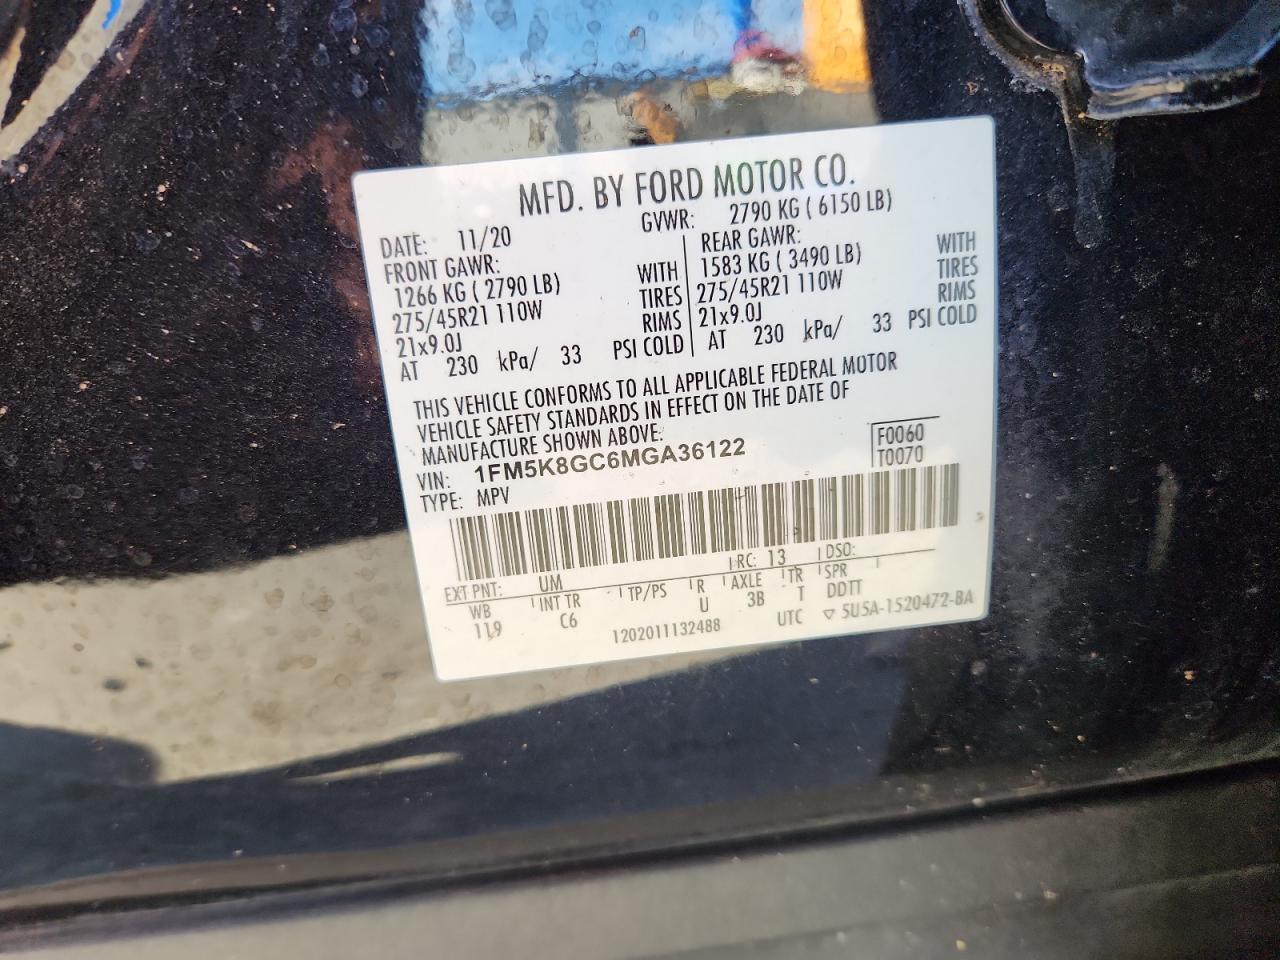 MFD. BY FORD MOTOR CO.
DATE: 11/20 GVWR: 2790 KG ( 6150 LB)
FRONT GAWR: REAR GAWR:
1266 KG ( 2790 LB) WITH 1583 KG ( 3490 LB) WITH
275/45R21 110W TIRES 275/45R21 110W TIRES
21x9.0J RIMS 21x9.0J RIMS
AT 230 kPa/ 33 PSI COLD AT 230 kPa/ 33 PSI COLD
THIS VEHICLE CONFORMS TO ALL APPLICABLE FEDERAL MOTOR
VEHICLE SAFETY STANDARDS IN EFFECT ON THE DATE OF
MANUFACTURE SHOWN ABOVE.
VIN: 1FM5K8GC6MGA36122 F0060
TYPE: MPV T0070
EXT PNT: UM RC: 13 DSO:
WB INT TR TP/PS R AXLE TR SPR
119 C6 U 3B T DDTT
1202011132488 UTC ▽ 5U5A-1520472-BA